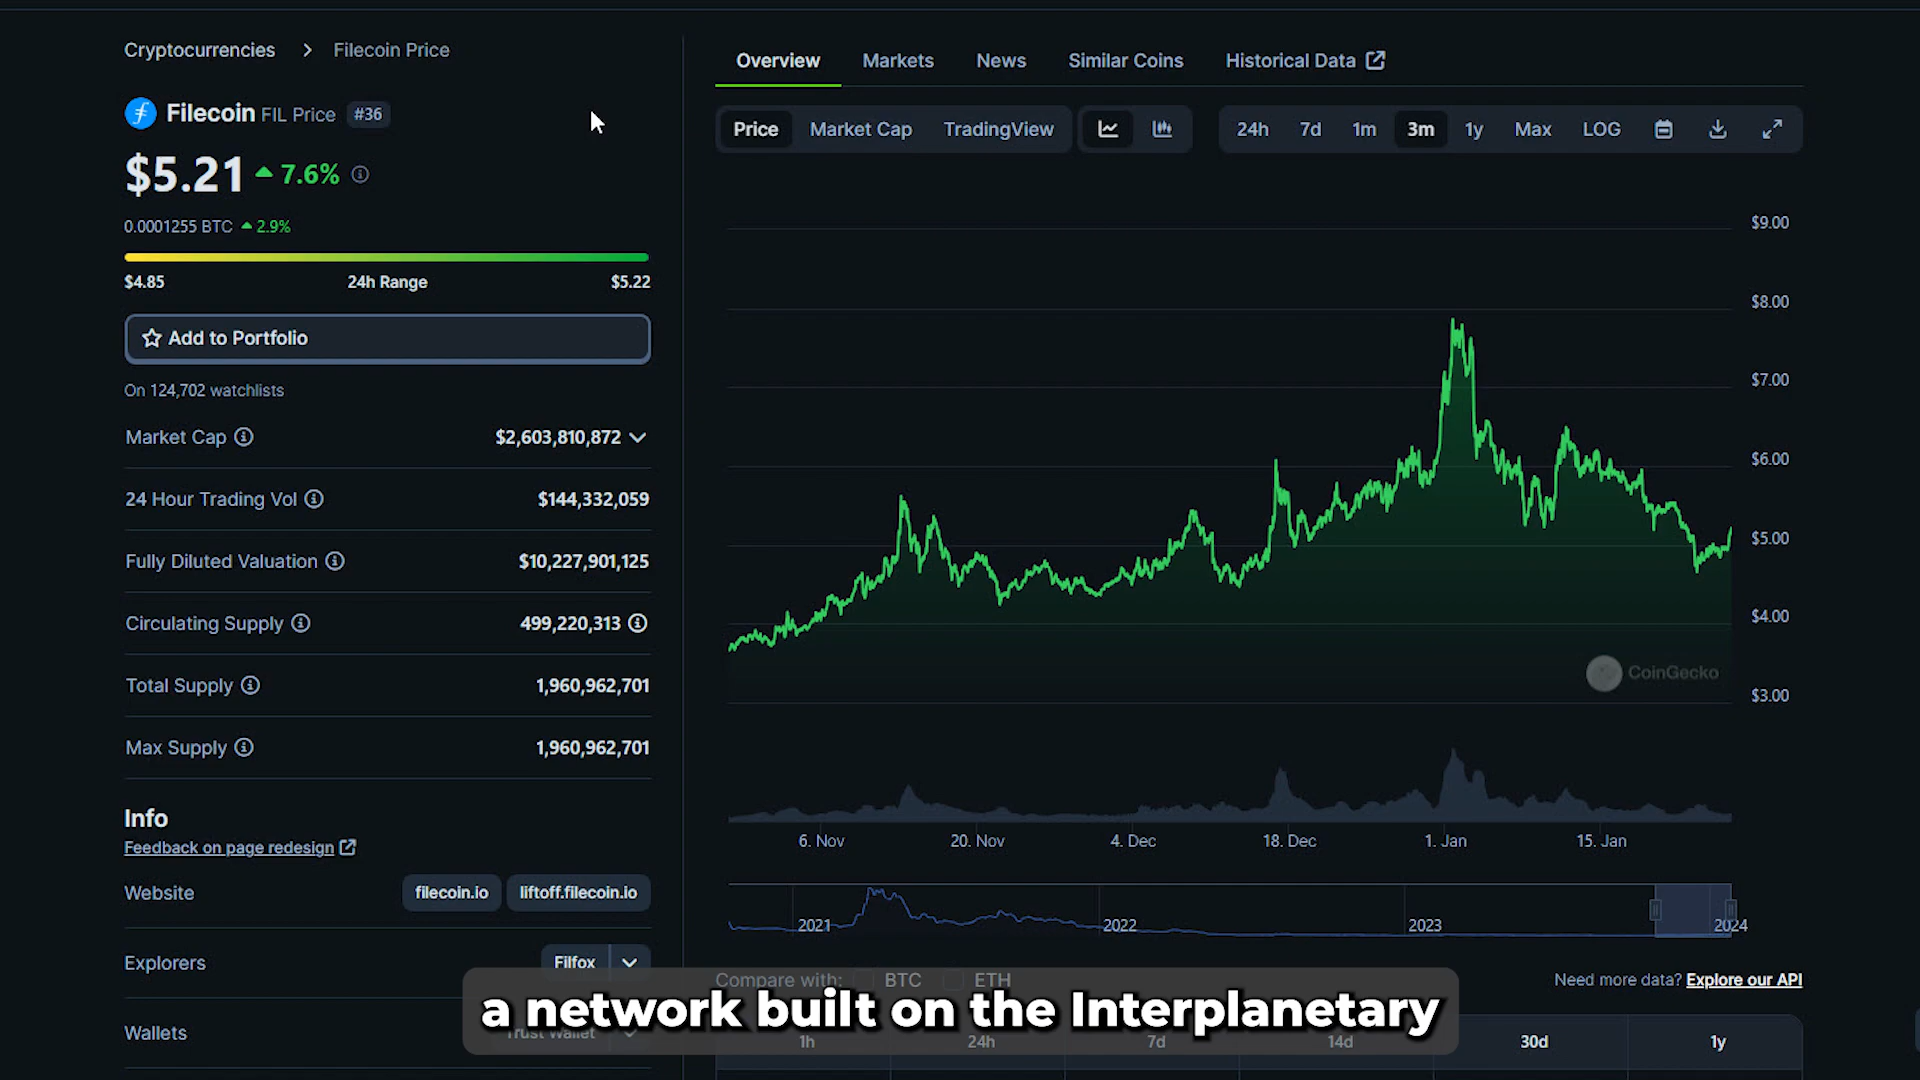 Cryptocurrencies > Filecoin Price
Filecoin FIL Price #36
$5.21 7.6%
0.0001255 BTC 2.9%
$4.85 24h Range $5.22
Add to Portfolio
On 124,702 watchlists
Market Cap $2,603,810,872
24 Hour Trading Vol $144,332,059
Fully Diluted Valuation $10,227,901,125
Circulating Supply 499,220,313
Total Supply 1,960,962,701
Max Supply 1,960,962,701
Info
Feedback on page redesign
Website filecoin.io liftoff.filecoin.io
Explorers Filfox
Wallets Trust Wallet
Overview Markets News Similar Coins Historical Data
Price Market Cap TradingView 24h 7d 1m 3m 1y Max LOG
$9.00
$8.00
$7.00
$6.00
$5.00
$4.00
$3.00
CoinGecko
6. Nov 20. Nov 4. Dec 18. Dec 1. Jan 15. Jan
2021 2022 2023 2024
Compare with: BTC ETH Need more data? Explore our API
a network built on the Interplanetary
1h 24h 7d 14d 30d 1y